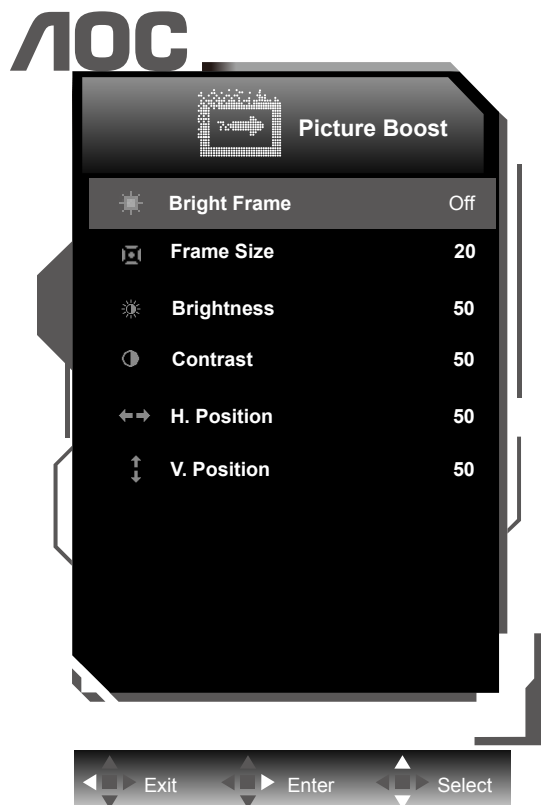 AOC
Picture Boost
Bright Frame Off
Frame Size 20
Brightness 50
Contrast 50
H. Position 50
V. Position 50
Exit Enter Select